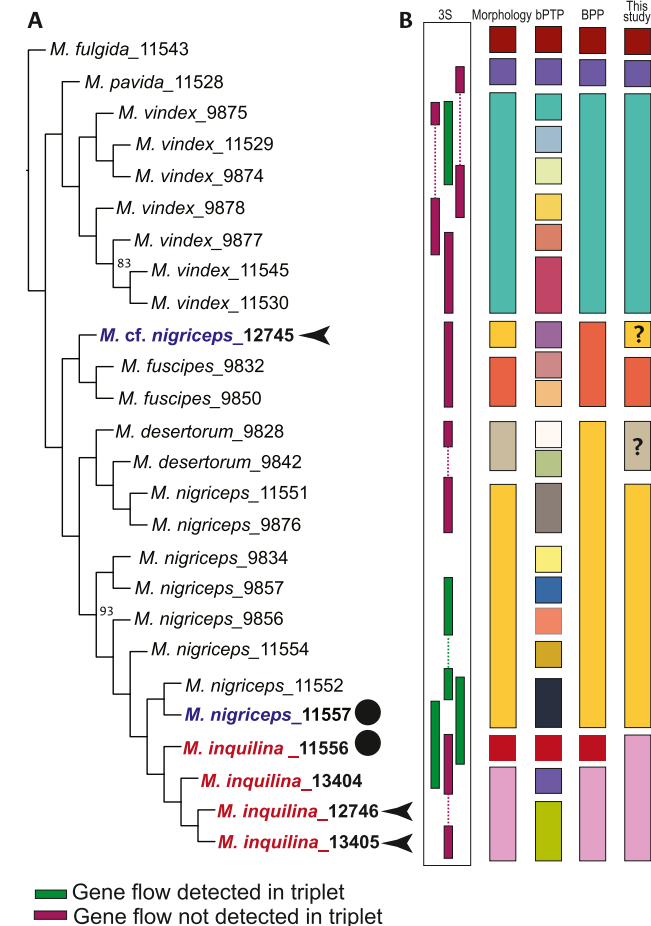 A
B
3S
Morphology
bPTP
BPP
This
study
M. fulgida_11543
M. pavida_11528
M. vindex_9875
M. vindex_11529
M. vindex_9874
M. vindex_9878
M. vindex_9877
83
M. vindex_11545
M. vindex_11530
M. cf. nigriceps_12745
?
M. fuscipes_9832
M. fuscipes_9850
M. desertorum_9828
?
M. desertorum_9842
M. nigriceps_11551
M. nigriceps_9876
M. nigriceps_9834
M. nigriceps_9857
93
M. nigriceps_9856
M. nigriceps_11554
M. nigriceps_11552
M. nigriceps_11557
M. inquilina _11556
M. inquilina_13404
M. inquilina_12746
M. inquilina_13405
Gene flow detected in triplet
Gene flow not detected in triplet